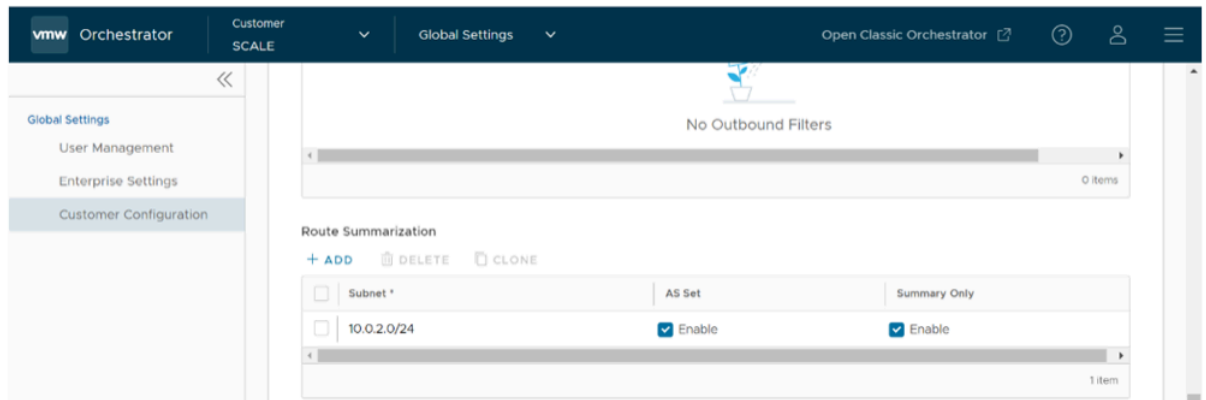 vmw Orchestrator
Customer
SCALE
Global Settings
Open Classic Orchestrator
Global Settings
User Management
Enterprise Settings
Customer Configuration
No Outbound Filters
0 items
Route Summarization
+ ADD DELETE CLONE
Subnet * AS Set Summary Only
10.0.2.0/24 Enable Enable
1 item